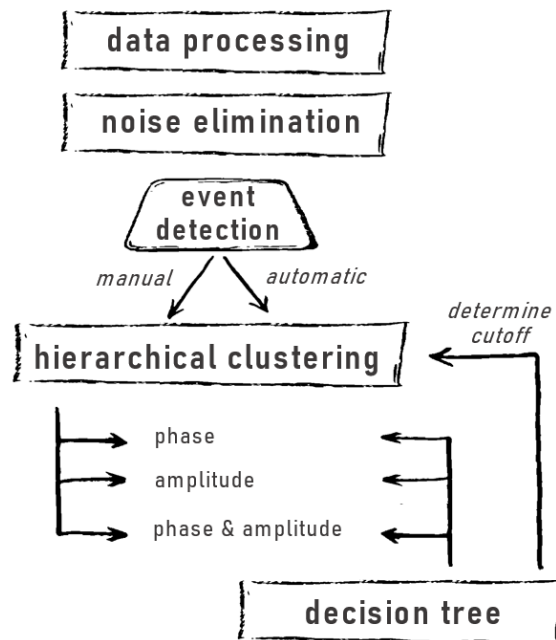 data processing
noise elimination
event
detection
manual
automatic
determine
cutoff
hierarchical clustering
phase
amplitude
phase & amplitude
decision tree